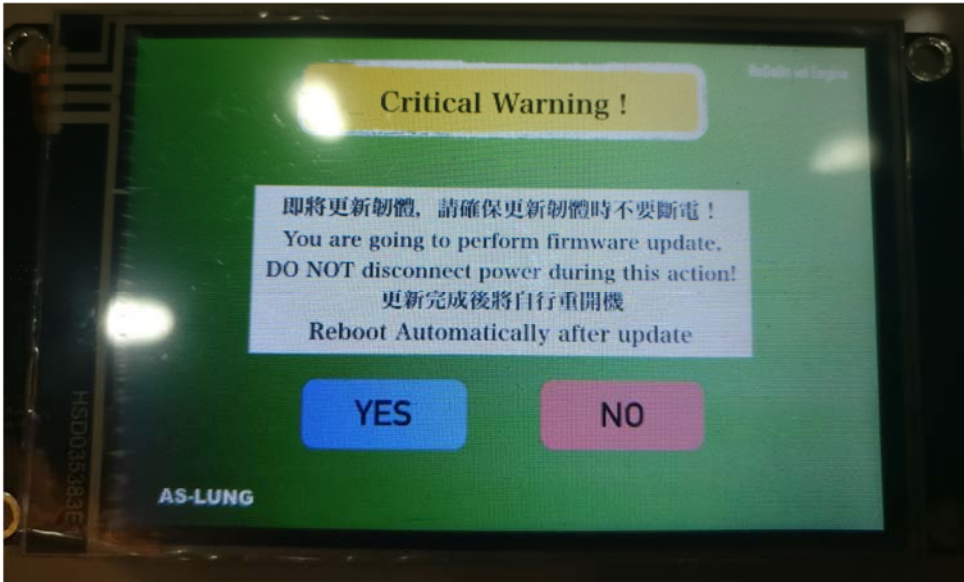 Critical Warning !
即將更新韌體，請確保更新韌體時不要斷電！
You are going to perform firmware update,
DO NOT disconnect power during this action!
更新完成後將自行重開機
Reboot Automatically after update
YES
NO
AS-LUNG